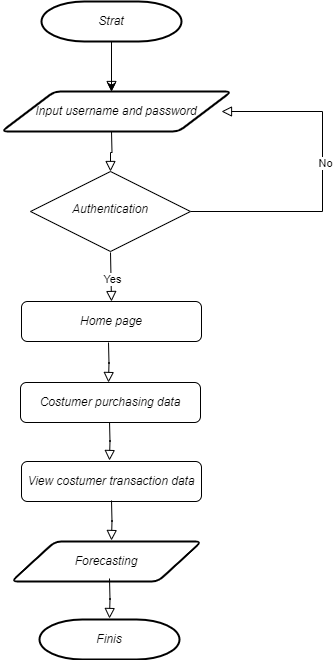 Strat
Input username and password
No
Authentication
Yes
Home page
Costumer purchasing data
View costumer transaction data
Forecasting
Finis